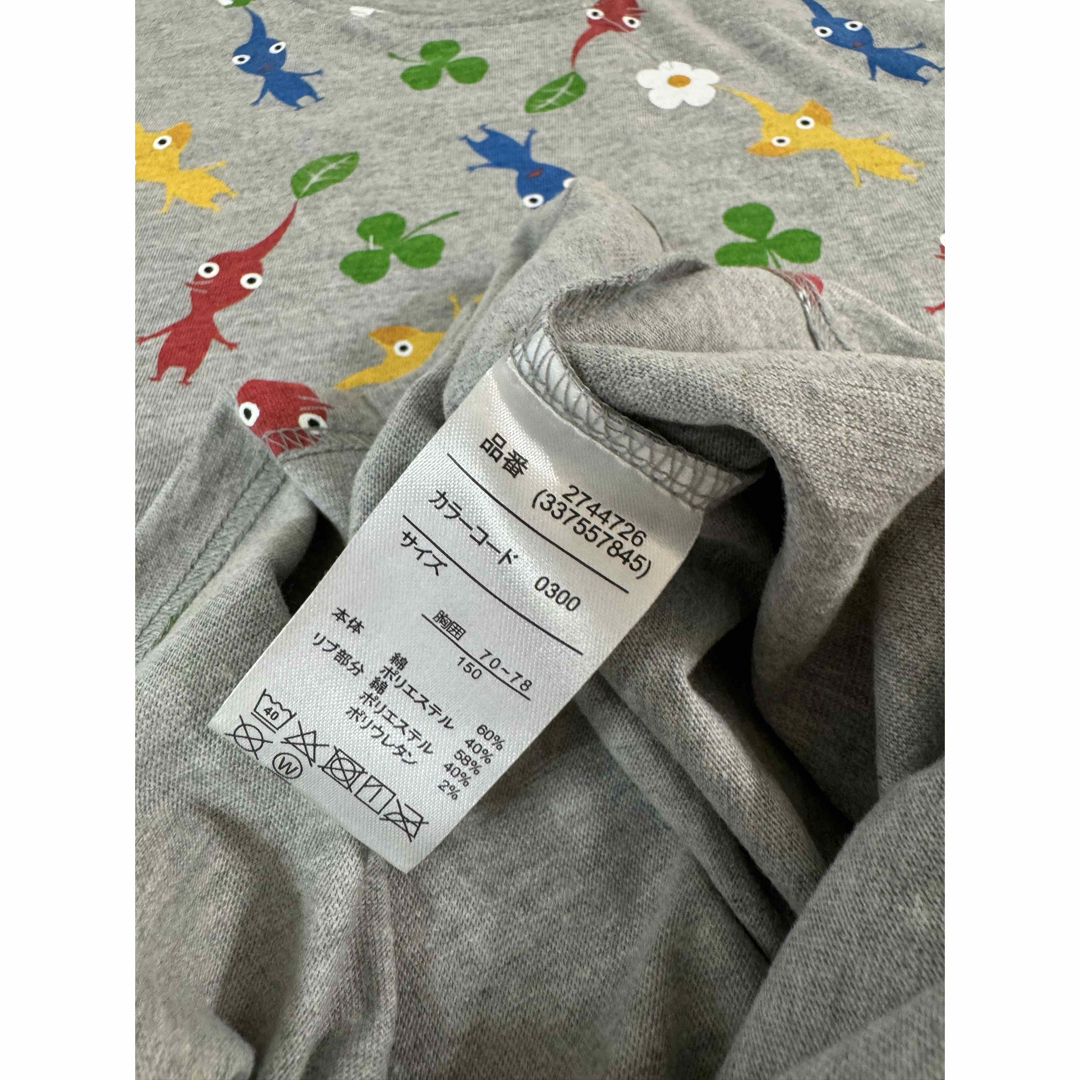 品番 2744726
(337557845)
カラーコード 0300
サイズ
胸囲 70-78
150
本体 綿 60%
ポリエステル 40%
リブ部分 綿 58%
ポリエステル 40%
ポリウレタン 2%
40
W